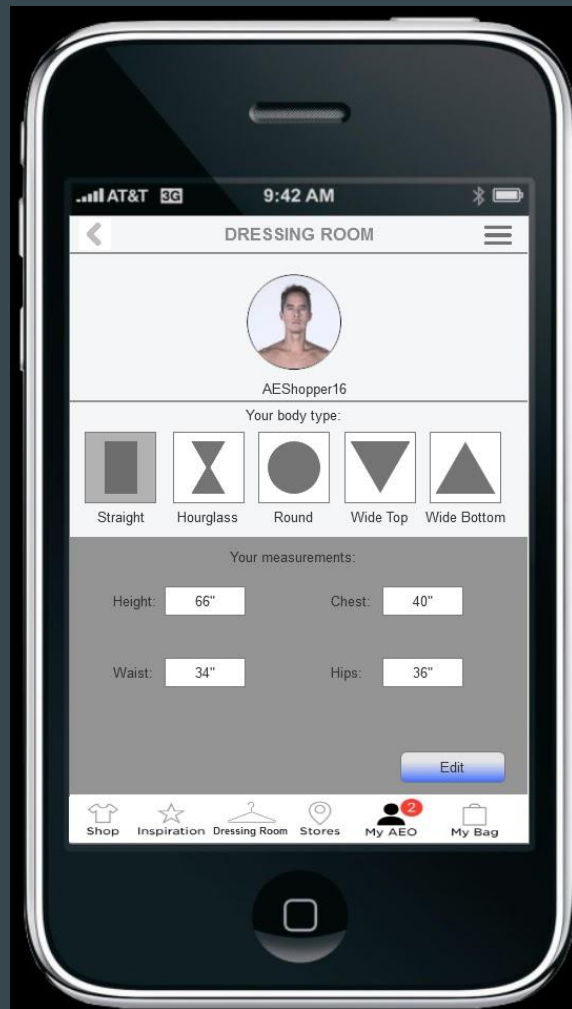 AT&T 3G 9:42 AM
DRESSING ROOM
AEShopper16
Your body type:
Straight Hourglass Round Wide Top Wide Bottom
Your measurements:
Height: 66" Chest: 40"
Waist: 34" Hips: 36"
Edit
2
Shop Inspiration Dressing Room Stores My AEO My Bag